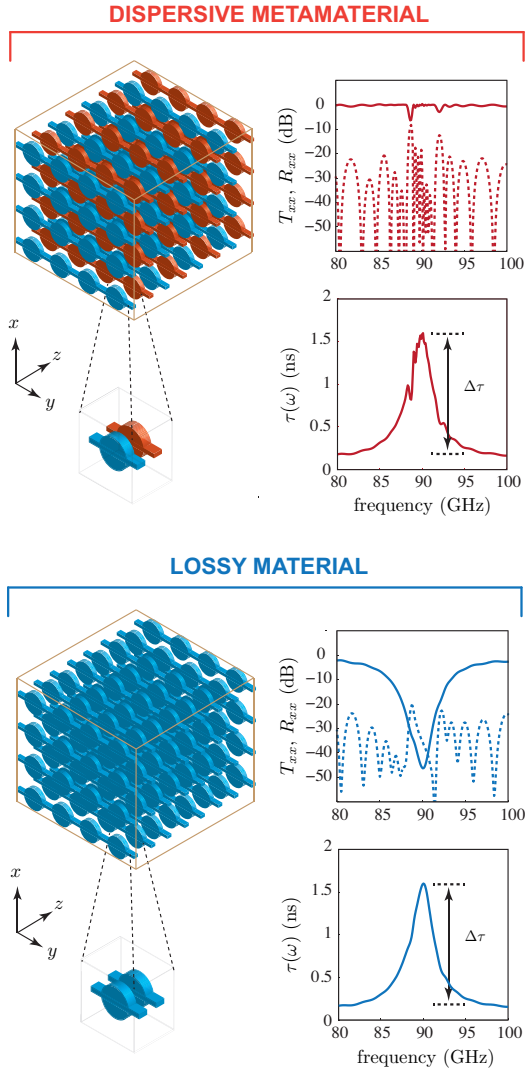 DISPERSIVE METAMATERIAL
T_{xx}, R_{xx} (dB)
0
−10
−20
−30
−40
−50
80 85 90 95 100
x
z
y
τ(ω) (ns)
2
1.5
1
0.5
0
Δτ
80 85 90 95 100
frequency (GHz)
LOSSY MATERIAL
T_{xx}, R_{xx} (dB)
0
−10
−20
−30
−40
−50
80 85 90 95 100
x
z
y
τ(ω) (ns)
2
1.5
1
0.5
0
Δτ
80 85 90 95 100
frequency (GHz)